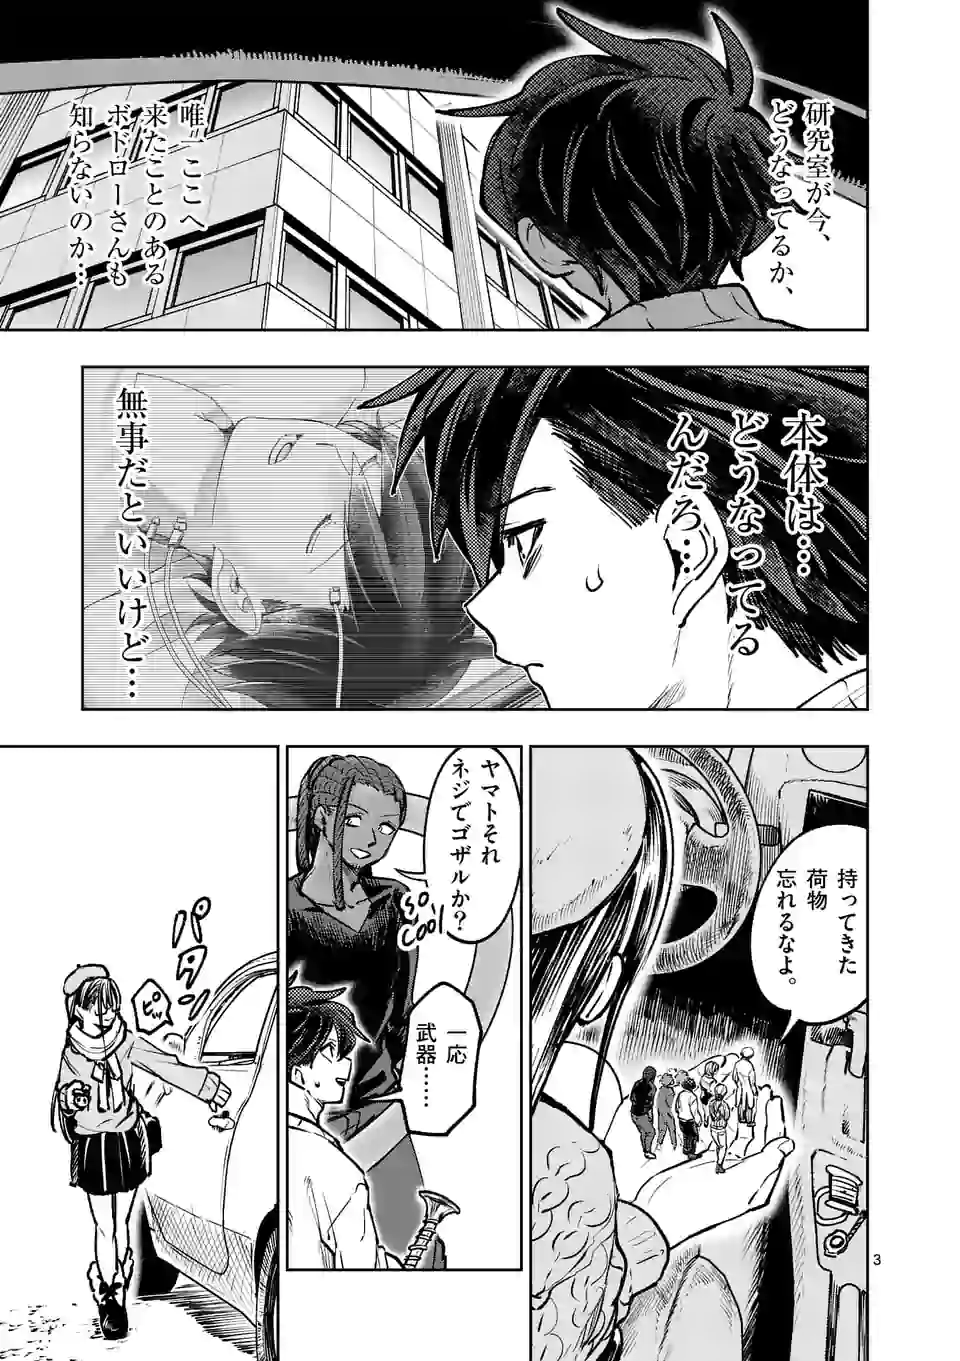 研究室が今、
どうなってるか、
唯一ここへ
来たことのある
ボドローさんも
知らないのか…
本体は…
どうなってる
んだろ…
無事だといいけど…
持ってきた
荷物
忘れるなよ。
ヤマトそれ
ネジでゴザルか？
SO
COOL
一応
武器……
パタン
ピッ
3